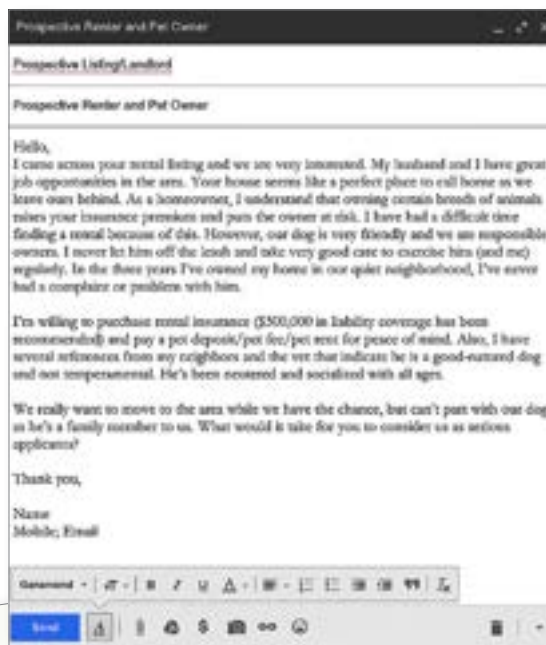 Prospective Renter and Pet Owner
Prospective Listing/Landlord
Prospective Renter and Pet Owner
Hello,
I came across your rental listing and we are very interested. My husband and I have great
job opportunities in the area. Your house seems like a perfect place to call home as we
leave ours behind. As a homeowner, I understand that owning certain breeds of animals
raises your insurance premium and puts the owner at risk. I have had a difficult time
finding a rental because of this. However, our dog is very friendly and we are responsible
owners. I never let him off the leash and take very good care to exercise him (and me)
regularly. In the three years I've owned my home in our quiet neighborhood, I've never
had a complaint or problem with him.
I'm willing to purchase rental insurance ($300,000 in liability coverage has been
recommended) and pay a pet deposit/pet fee/pet rent for peace of mind. Also, I have
several references from my neighbors and the vet that indicate he is a good-natured dog
and not temperamental. He's been neutered and socialized with all ages.
We really want to move to the area while we have the chance, but can't part with our dog
as he's a family member to us. What would it take for you to consider us as serious
applicants?
Thank you,
Name
Mobile; Email
Garamond
Send